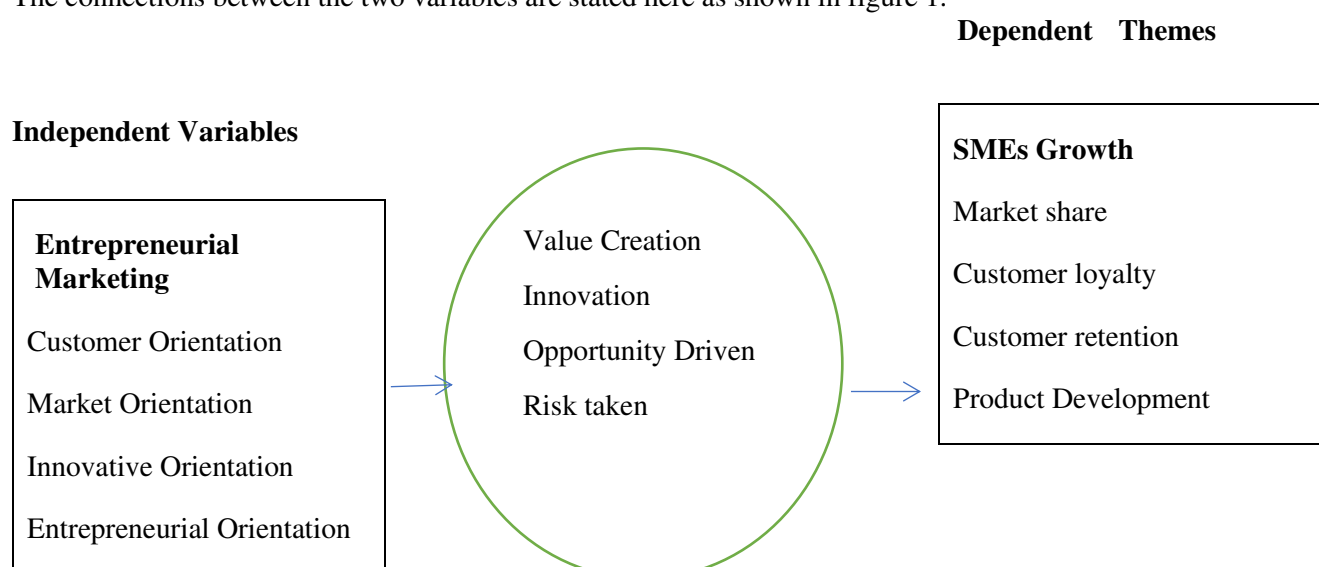 The connections between the two variables are stated here as shown in figure 1.
Dependent Themes
Independent Variables
Entrepreneurial
Marketing
Customer Orientation
Market Orientation
Innovative Orientation
Entrepreneurial Orientation
Value Creation
Innovation
Opportunity Driven
Risk taken
SMEs Growth
Market share
Customer loyalty
Customer retention
Product Development